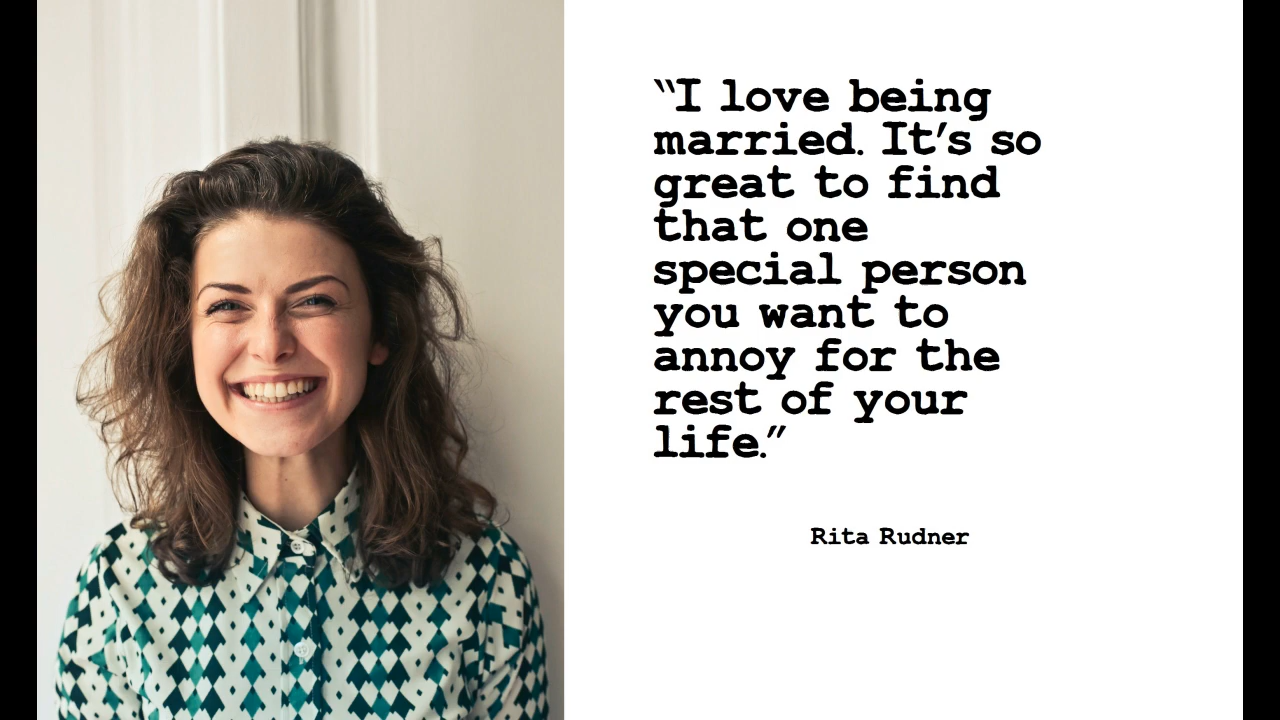 “I love being
married. It’s so
great to find
that one
special person
you want to
annoy for the
rest of your
life.”
Rita Rudner